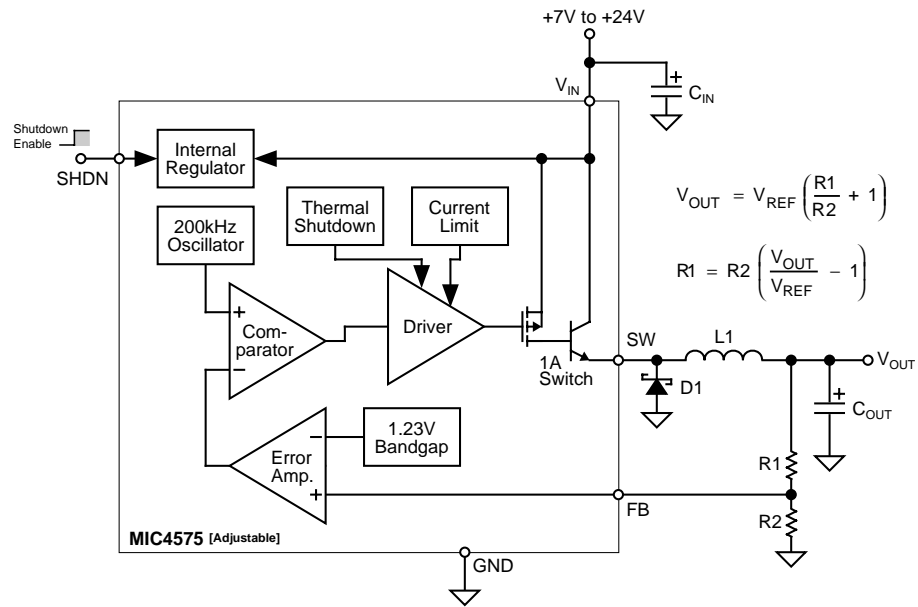 +7V to +24V
V_IN
C_IN
Shutdown
Enable
SHDN
Internal
Regulator
200kHz
Oscillator
Thermal
Shutdown
Current
Limit
V_OUT = V_REF (R1/R2 + 1)
R1 = R2 (V_OUT/V_REF − 1)
+
Com-
parator
−
Driver
1A
Switch
SW
L1
V_OUT
D1
+
C_OUT
1.23V
Bandgap
−
Error
Amp.
+
R1
FB
R2
MIC4575 [Adjustable]
GND
+